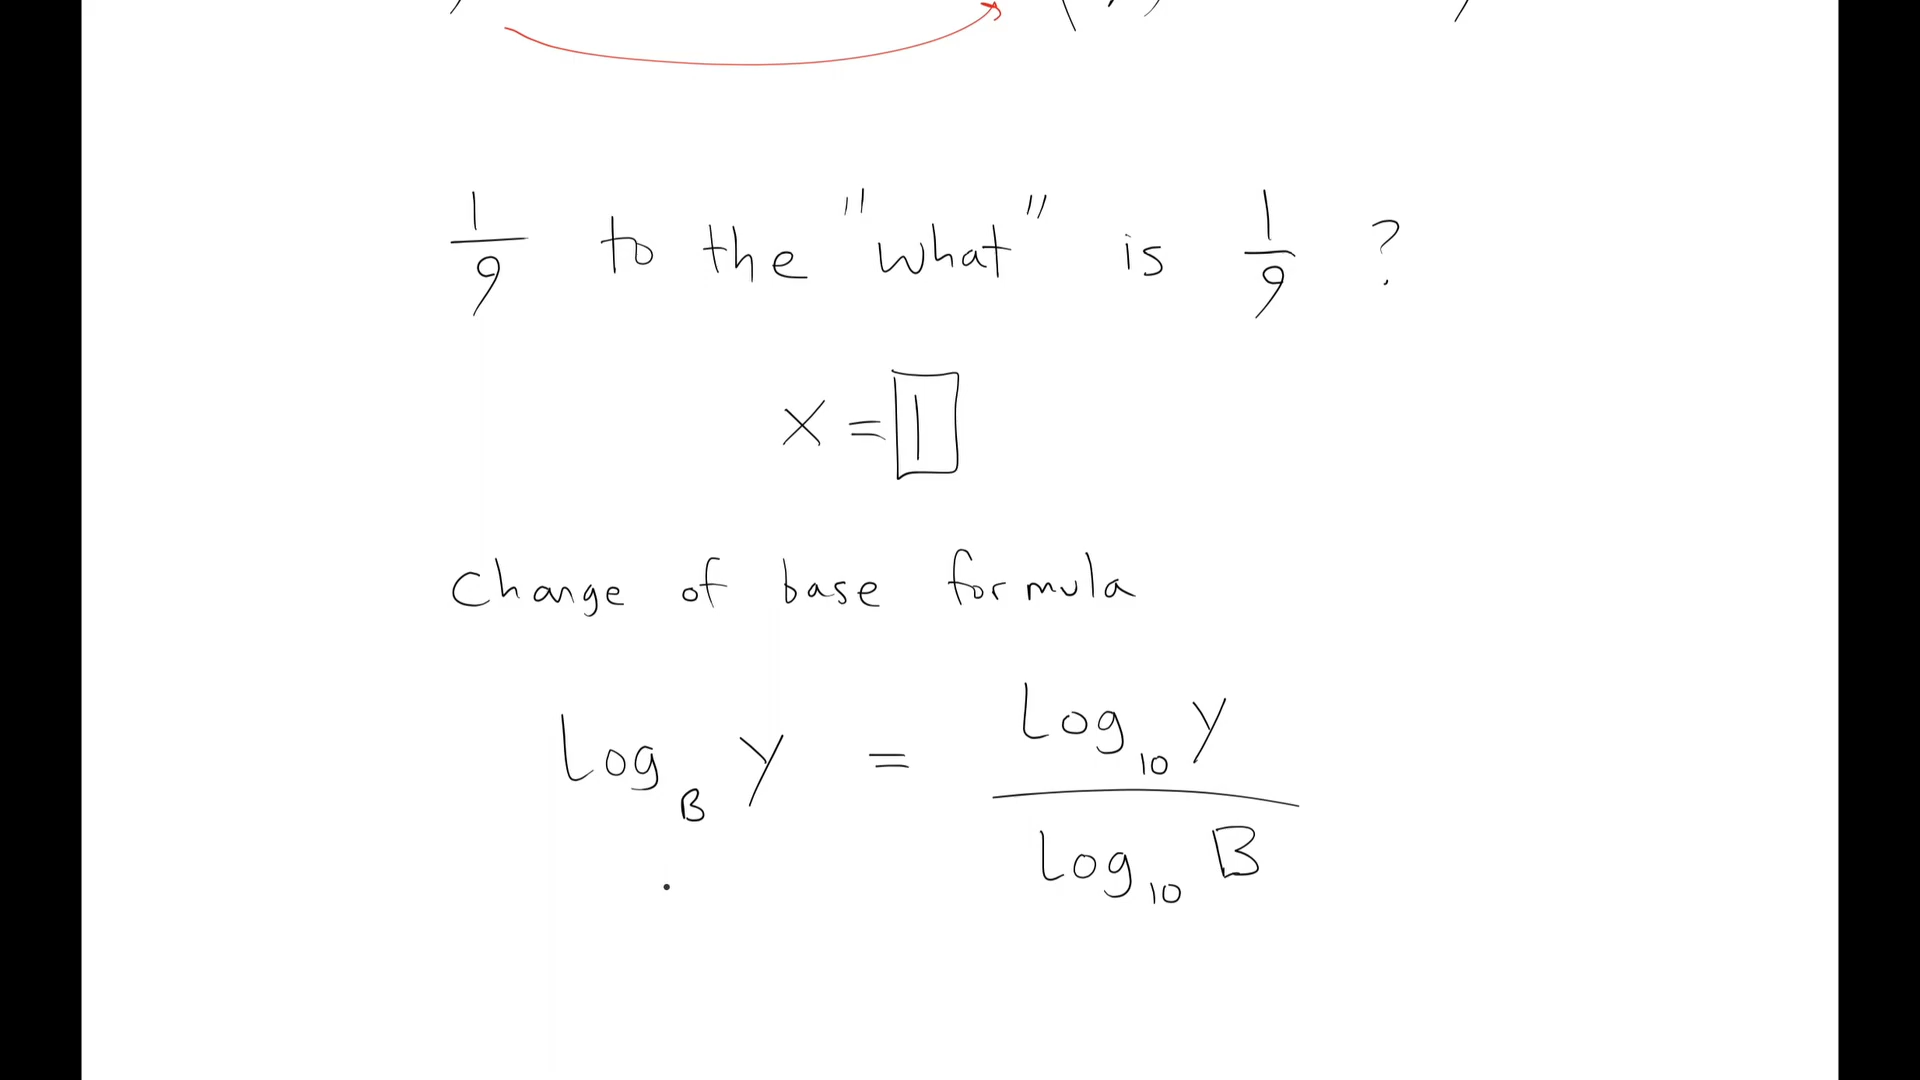 1/9 to the "what" is 1/9 ?
x = 1
Change of base formula
Log_B y = Log_10 y / Log_10 B